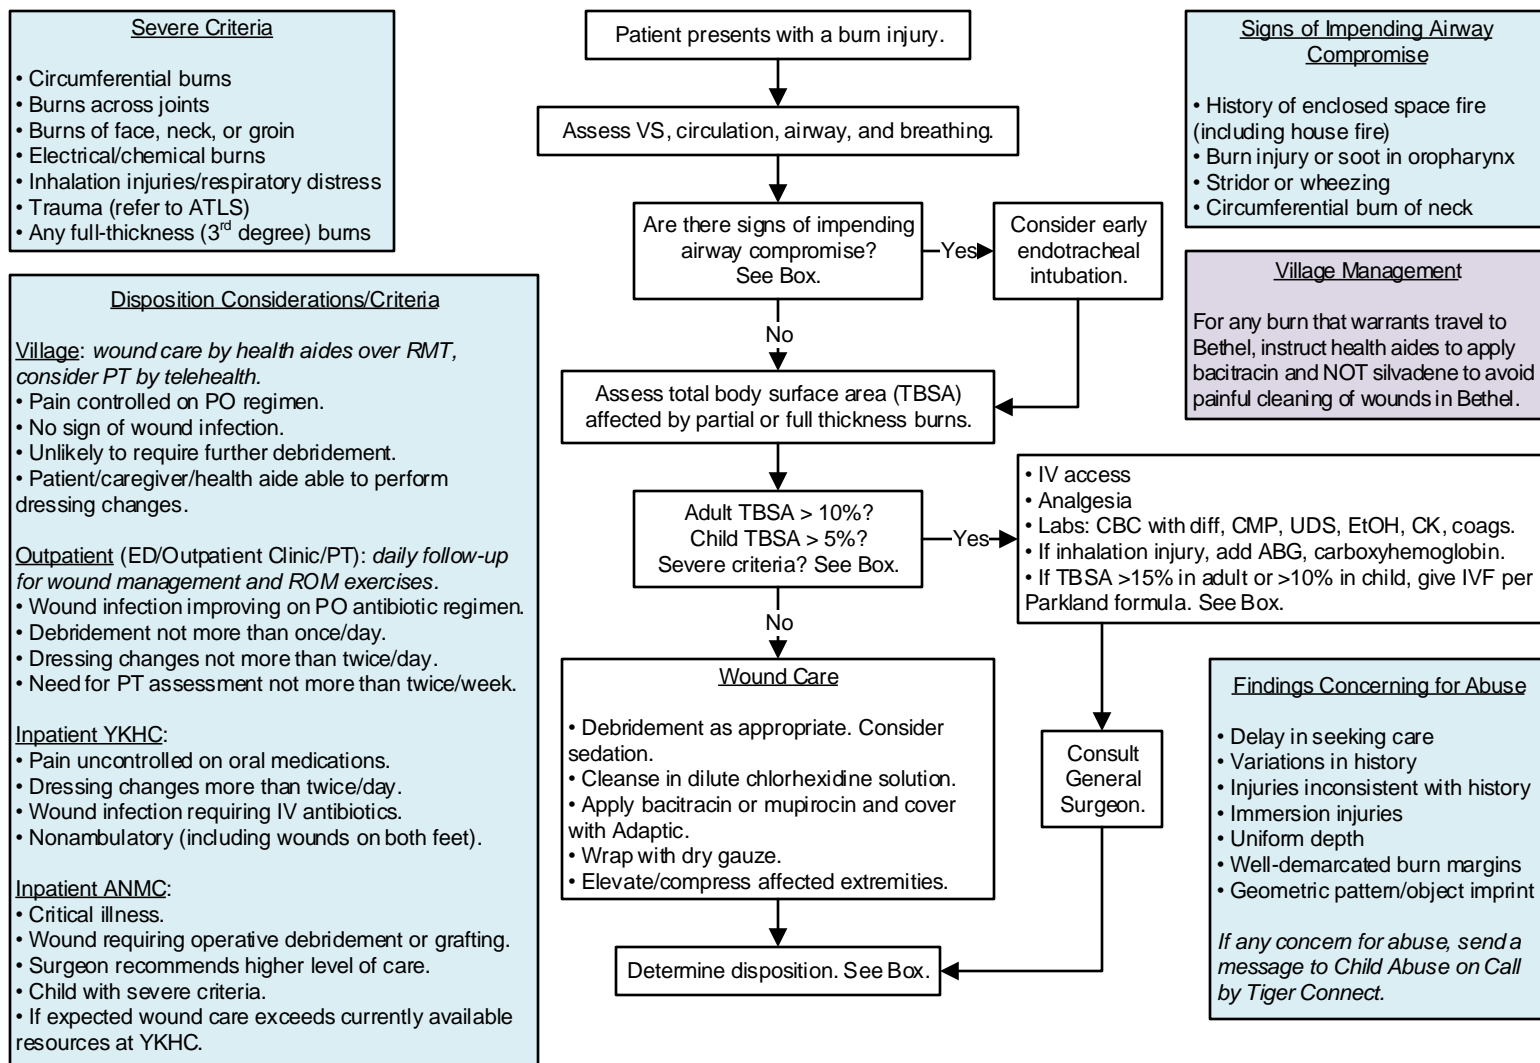 Severe Criteria
• Circumferential burns
• Burns across joints
• Burns of face, neck, or groin
• Electrical/chemical burns
• Inhalation injuries/respiratory distress
• Trauma (refer to ATLS)
• Any full-thickness (3rd degree) burns
Disposition Considerations/Criteria
Village: wound care by health aides over RMT,
consider PT by telehealth.
• Pain controlled on PO regimen.
• No sign of wound infection.
• Unlikely to require further debridement.
• Patient/caregiver/health aide able to perform
dressing changes.
Outpatient (ED/Outpatient Clinic/PT): daily follow-up
for wound management and ROM exercises.
• Wound infection improving on PO antibiotic regimen.
• Debridement not more than once/day.
• Dressing changes not more than twice/day.
• Need for PT assessment not more than twice/week.
Inpatient YKHC:
• Pain uncontrolled on oral medications.
• Dressing changes more than twice/day.
• Wound infection requiring IV antibiotics.
• Nonambulatory (including wounds on both feet).
Inpatient ANMC:
• Critical illness.
• Wound requiring operative debridement or grafting.
• Surgeon recommends higher level of care.
• Child with severe criteria.
• If expected wound care exceeds currently available
resources at YKHC.
Patient presents with a burn injury.
Assess VS, circulation, airway, and breathing.
Are there signs of impending
airway compromise?
See Box.
Yes
Consider early
endotracheal
intubation.
No
Assess total body surface area (TBSA)
affected by partial or full thickness burns.
Adult TBSA > 10%?
Child TBSA > 5%?
Severe criteria? See Box.
Yes
• IV access
• Analgesia
• Labs: CBC with diff, CMP, UDS, EtOH, CK, coags.
• If inhalation injury, add ABG, carboxyhemoglobin.
• If TBSA >15% in adult or >10% in child, give IVF per
Parkland formula. See Box.
No
Wound Care
• Debridement as appropriate. Consider
sedation.
• Cleanse in dilute chlorhexidine solution.
• Apply bacitracin or mupirocin and cover
with Adaptic.
• Wrap with dry gauze.
• Elevate/compress affected extremities.
Consult
General
Surgeon.
Determine disposition. See Box.
Signs of Impending Airway
Compromise
• History of enclosed space fire
(including house fire)
• Burn injury or soot in oropharynx
• Stridor or wheezing
• Circumferential burn of neck
Village Management
For any burn that warrants travel to
Bethel, instruct health aides to apply
bacitracin and NOT silvadene to avoid
painful cleaning of wounds in Bethel.
Findings Concerning for Abuse
• Delay in seeking care
• Variations in history
• Injuries inconsistent with history
• Immersion injuries
• Uniform depth
• Well-demarcated burn margins
• Geometric pattern/object imprint
If any concern for abuse, send a
message to Child Abuse on Call
by Tiger Connect.